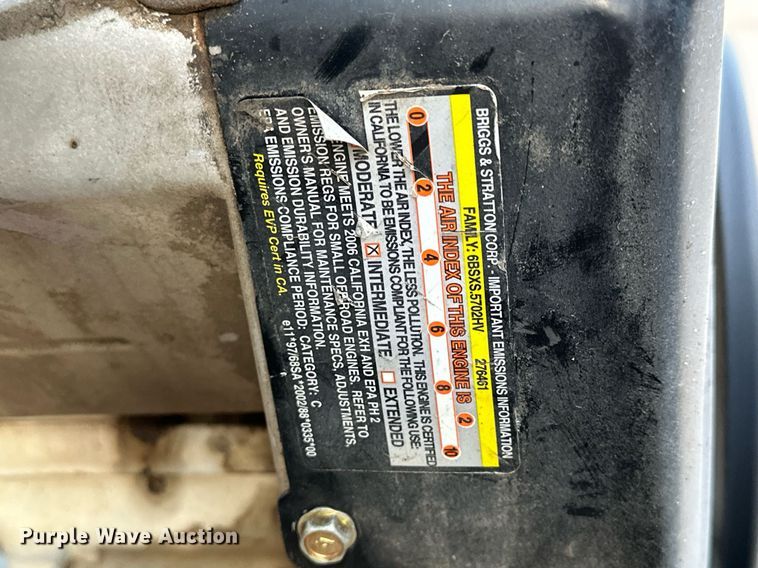 BRIGGS & STRATTON CORP - IMPORTANT EMISSIONS INFORMATION
FAMILY: 6BSXS.5702HV 276461
THE AIR INDEX OF THIS ENGINE IS 2
0 2 4 6 8 10
THE LOWER THE AIR INDEX, THE LESS POLLUTION. THIS ENGINE IS CERTIFIED
IN CALIFORNIA TO BE EMISSIONS COMPLIANT FOR THE FOLLOWING USE:
MODERATE INTERMEDIATE EXTENDED
ENGINE MEETS 2006 CALIFORNIA EXH AND EPA PH 2
EMISSION REGS FOR SMALL OFF-ROAD ENGINES. REFER TO
OWNER'S MANUAL FOR MAINTENANCE SPECS, ADJUSTMENTS,
AND EMISSION DURABILITY INFORMATION.
EPA EMISSIONS COMPLIANCE PERIOD: CATEGORY: C
Requires EVP Cert in CA. e11*97/68SA*2002/88*0335*00
Purple Wave Auction